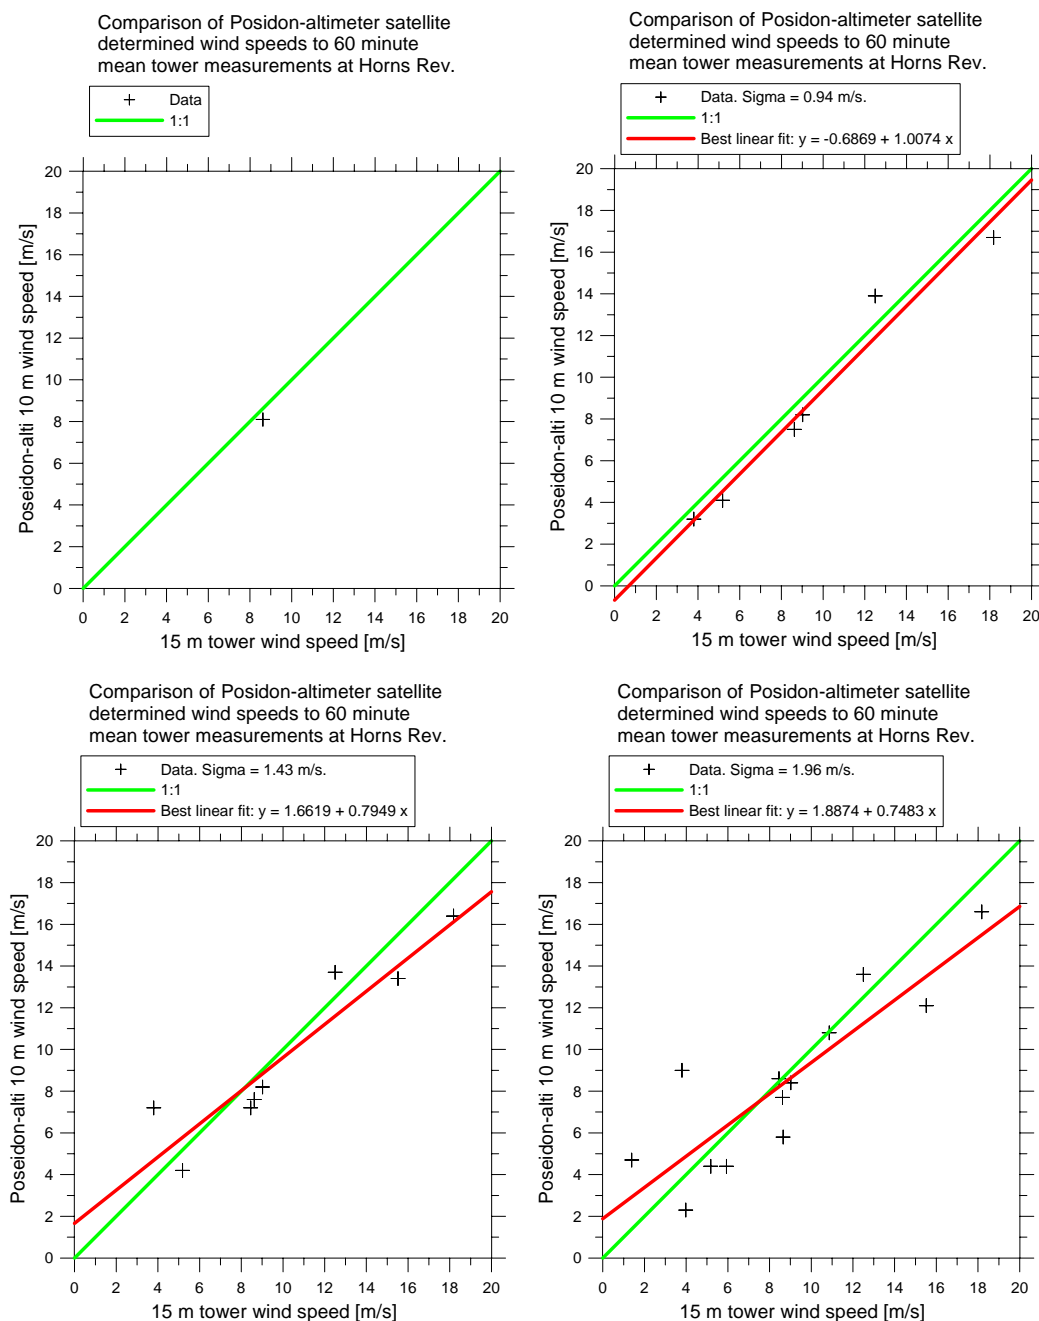 Comparison of Posidon-altimeter satellite
determined wind speeds to 60 minute
mean tower measurements at Horns Rev.
Data
1:1
20
18
16
14
12
10
8
6
4
2
0
Poseidon-alti 10 m wind speed [m/s]
0 2 4 6 8 10 12 14 16 18 20
15 m tower wind speed [m/s]
Comparison of Posidon-altimeter satellite
determined wind speeds to 60 minute
mean tower measurements at Horns Rev.
Data. Sigma = 0.94 m/s.
1:1
Best linear fit: y = -0.6869 + 1.0074 x
20
18
16
14
12
10
8
6
4
2
0
Poseidon-alti 10 m wind speed [m/s]
0 2 4 6 8 10 12 14 16 18 20
15 m tower wind speed [m/s]
Comparison of Posidon-altimeter satellite
determined wind speeds to 60 minute
mean tower measurements at Horns Rev.
Data. Sigma = 1.43 m/s.
1:1
Best linear fit: y = 1.6619 + 0.7949 x
20
18
16
14
12
10
8
6
4
2
0
Poseidon-alti 10 m wind speed [m/s]
0 2 4 6 8 10 12 14 16 18 20
15 m tower wind speed [m/s]
Comparison of Posidon-altimeter satellite
determined wind speeds to 60 minute
mean tower measurements at Horns Rev.
Data. Sigma = 1.96 m/s.
1:1
Best linear fit: y = 1.8874 + 0.7483 x
20
18
16
14
12
10
8
6
4
2
0
Poseidon-alti 10 m wind speed [m/s]
0 2 4 6 8 10 12 14 16 18 20
15 m tower wind speed [m/s]